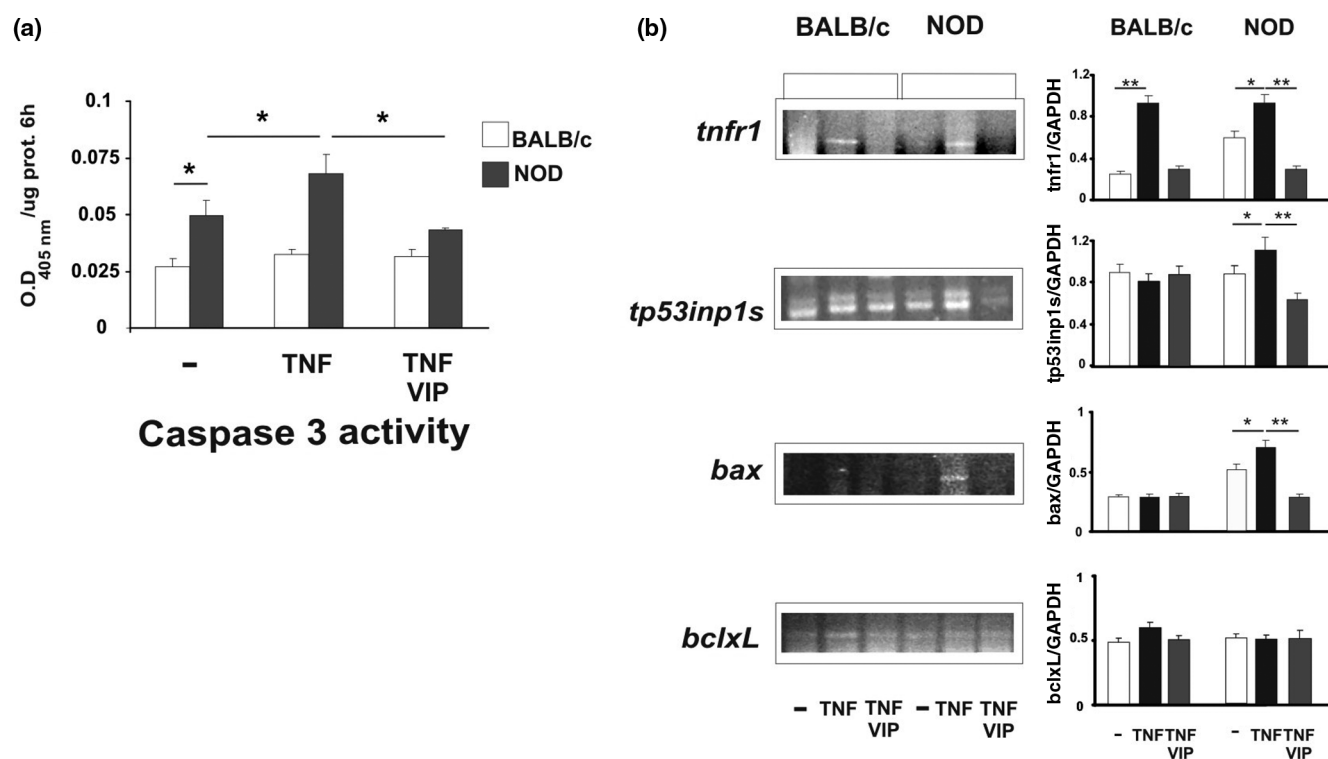 (a)
0.1
0.075
0.05
0.025
0
O.D 405 nm /ug prot. 6h
*
*
*
BALB/c
NOD
–
TNF
TNF
VIP
Caspase 3 activity
(b)
BALB/c
NOD
tnfr1
tp53inp1s
bax
bclxL
– TNF TNF – TNF TNF
VIP VIP
BALB/c
NOD
tnfr1/GAPDH
1.2
0.8
0.4
0
**
* **
tp53inp1s/GAPDH
1.2
0.8
0.4
0
* **
bax/GAPDH
1
0.5
0
* **
bclxL/GAPDH
1
0.5
0
- TNF TNF - TNF TNF
VIP VIP